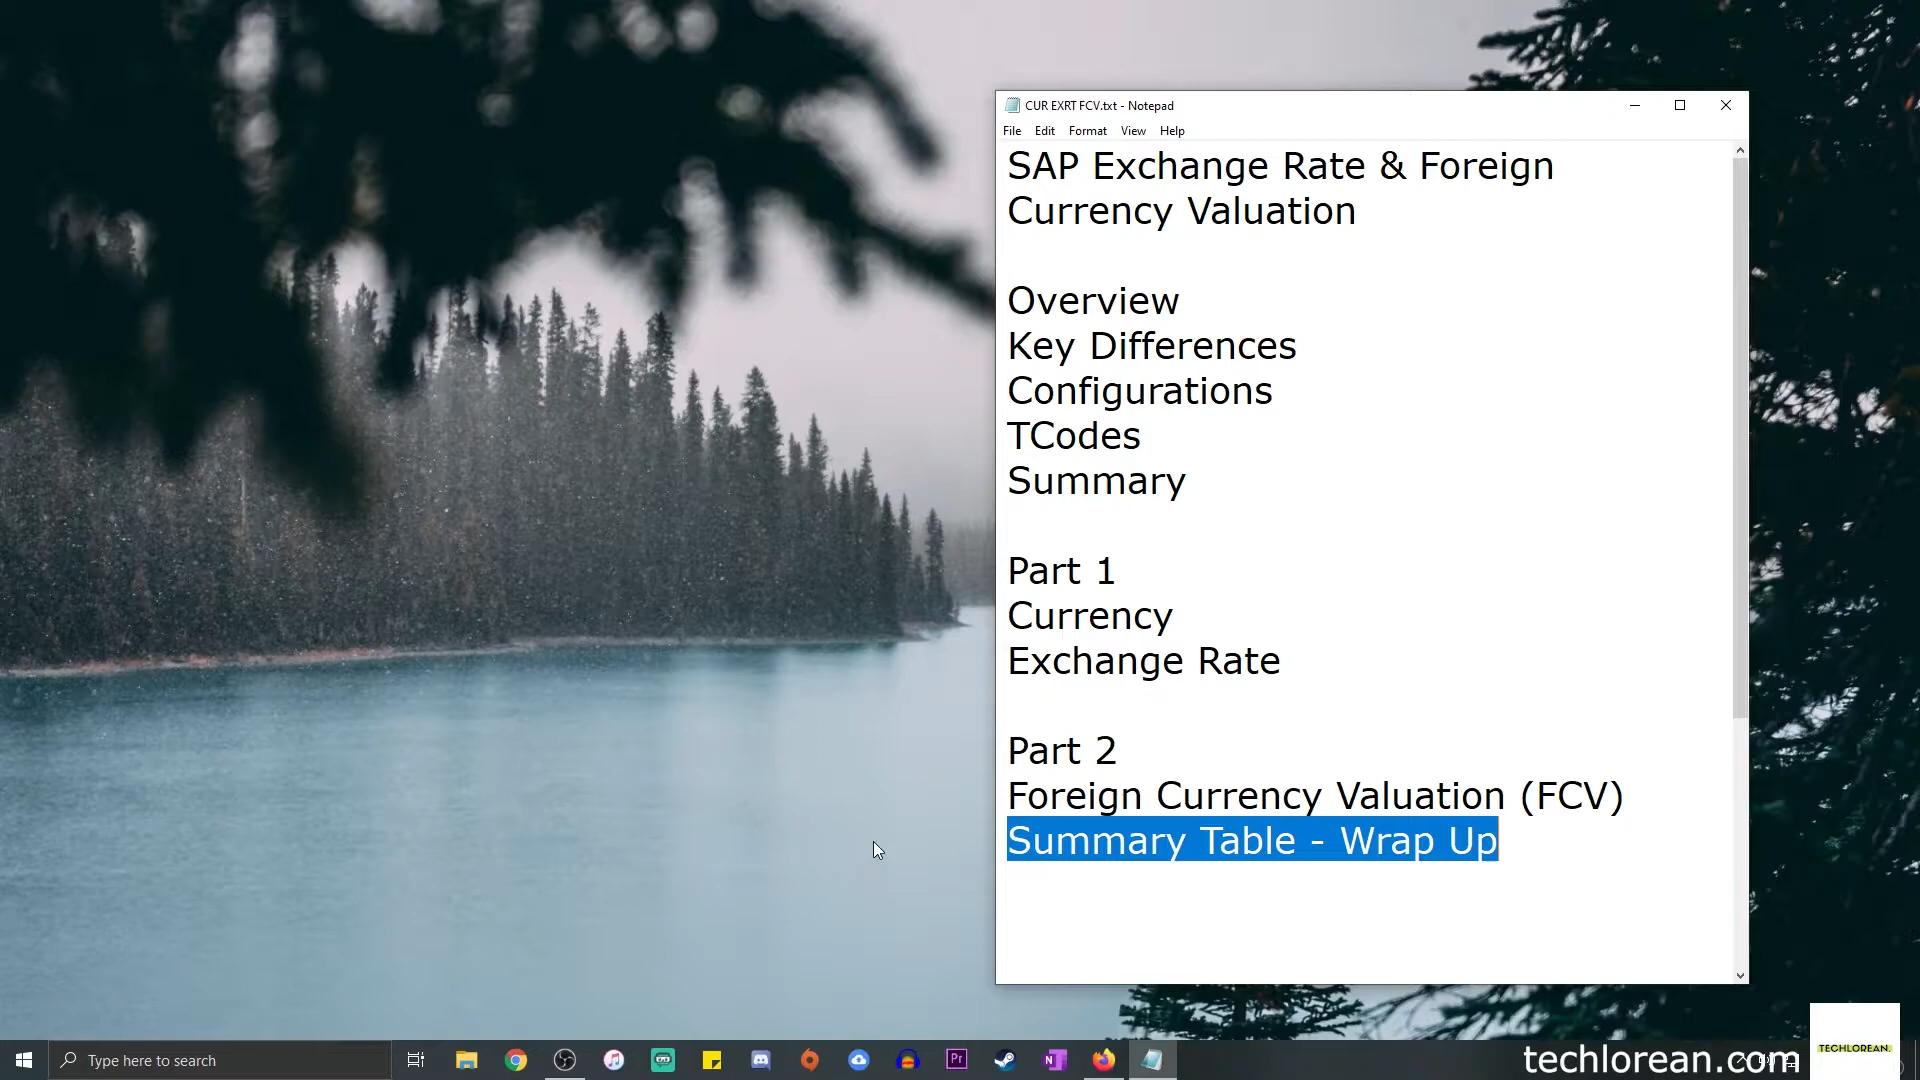 CUR EXRT FCV.txt - Notepad
File Edit Format View Help
SAP Exchange Rate & Foreign
Currency Valuation
Overview
Key Differences
Configurations
TCodes
Summary
Part 1
Currency
Exchange Rate
Part 2
Foreign Currency Valuation (FCV)
Summary Table - Wrap Up
Type here to search
Pr
N
techlorean.com
TECHLOREAN.